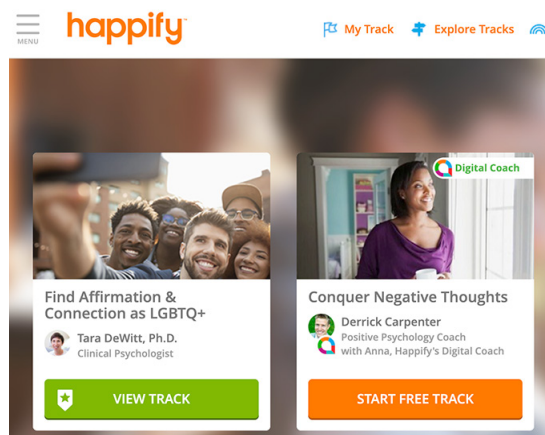 happify
MENU
My Track
Explore Tracks
Digital Coach
Find Affirmation &
Connection as LGBTQ+
Tara DeWitt, Ph.D.
Clinical Psychologist
VIEW TRACK
Conquer Negative Thoughts
Derrick Carpenter
Positive Psychology Coach
with Anna, Happify's Digital Coach
START FREE TRACK